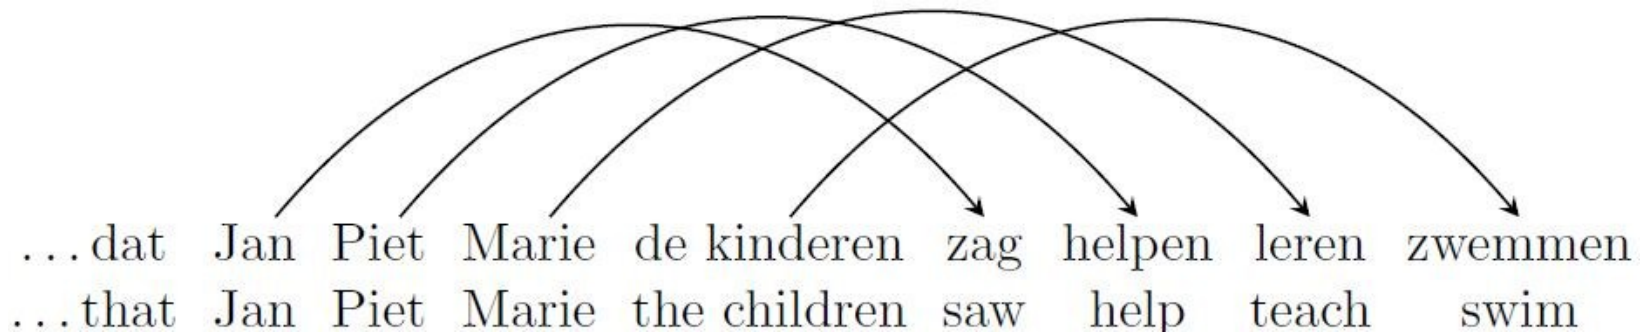 ...dat Jan Piet Marie de kinderen zag helpen leren zwemmen
...that Jan Piet Marie the children saw help teach swim